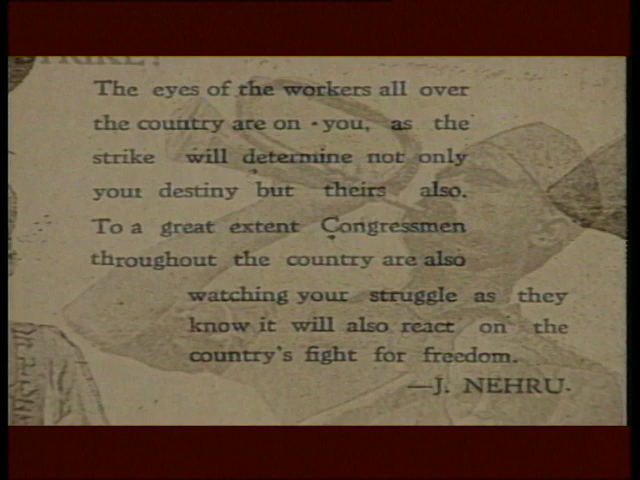 STRIKE!
The eyes of the workers all over
the country are on you, as the
strike will determine not only
your destiny but theirs also.
To a great extent Congressmen
throughout the country are also
watching your struggle as they
know it will also react on the
country's fight for freedom.
—J. NEHRU.